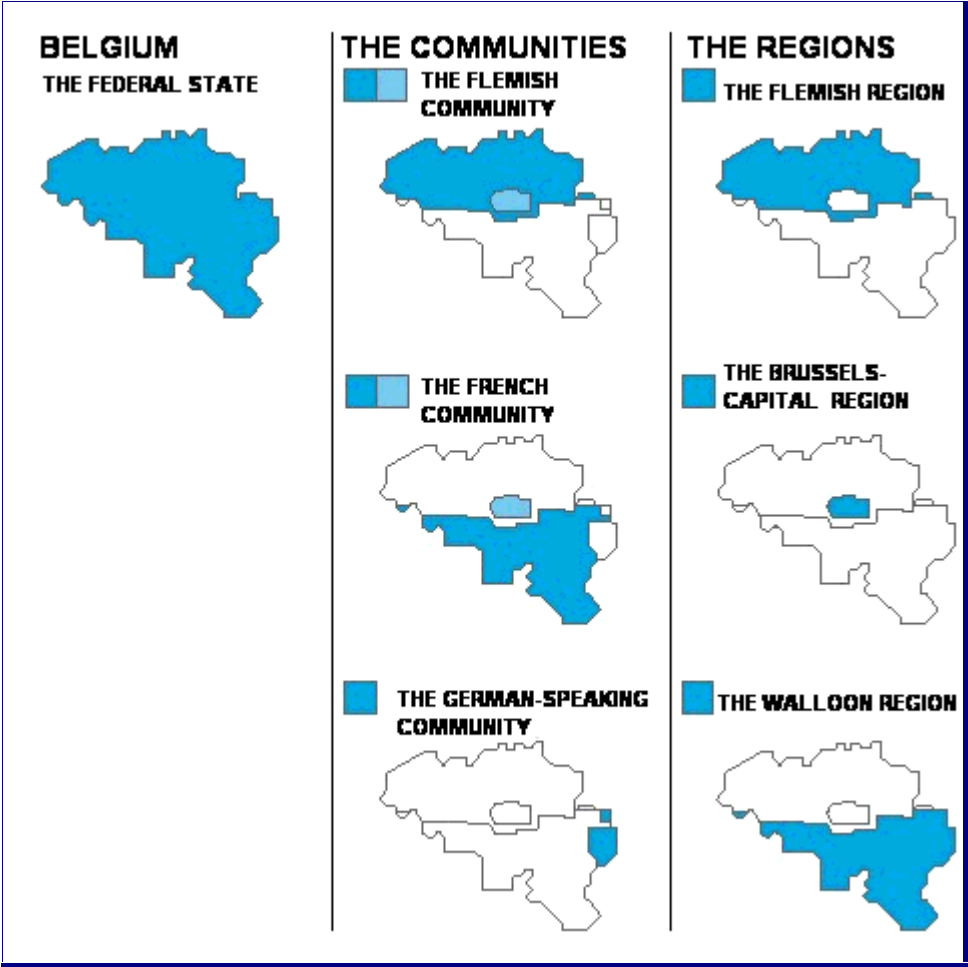 BELGIUM
THE FEDERAL STATE
THE COMMUNITIES
THE FLEMISH
COMMUNITY
THE FRENCH
COMMUNITY
THE GERMAN-SPEAKING
COMMUNITY
THE REGIONS
THE FLEMISH REGION
THE BRUSSELS-
CAPITAL REGION
THE WALLOON REGION